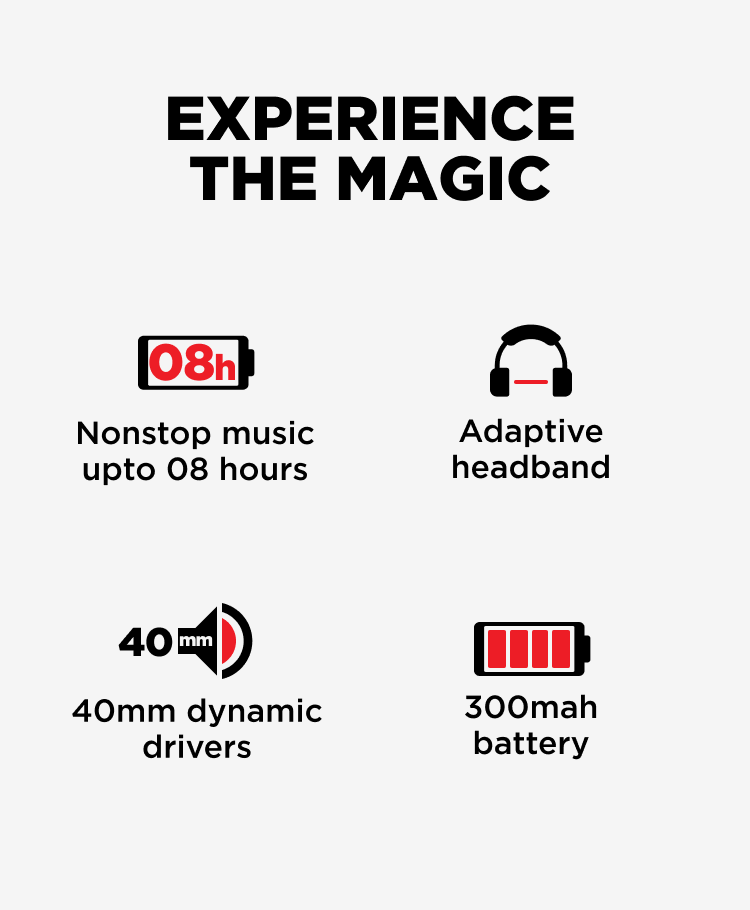 EXPERIENCE
THE MAGIC
08h
Nonstop music
upto 08 hours
Adaptive
headband
40 mm
40mm dynamic
drivers
300mah
battery